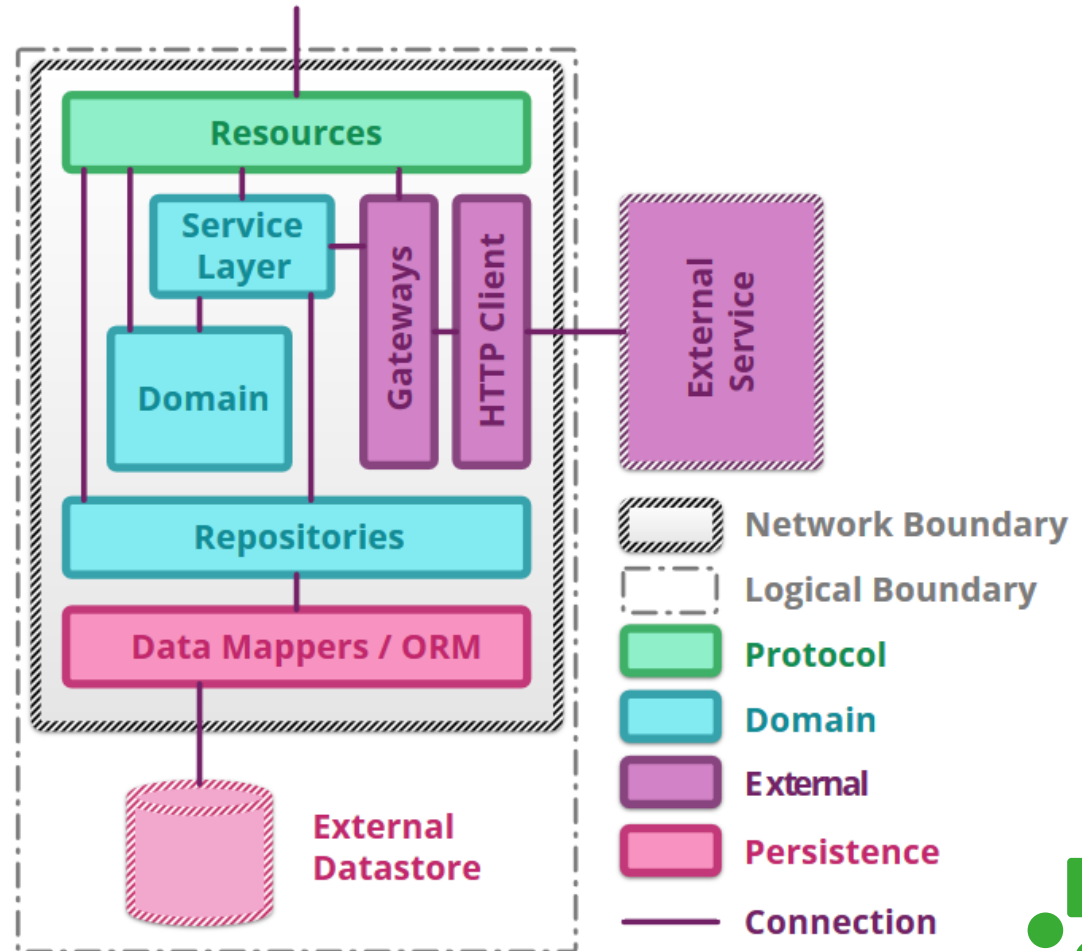 Resources
Service
Layer
Gateways
HTTP Client
External
Service
Domain
Repositories
Data Mappers / ORM
External
Datastore
Network Boundary
Logical Boundary
Protocol
Domain
External
Persistence
Connection